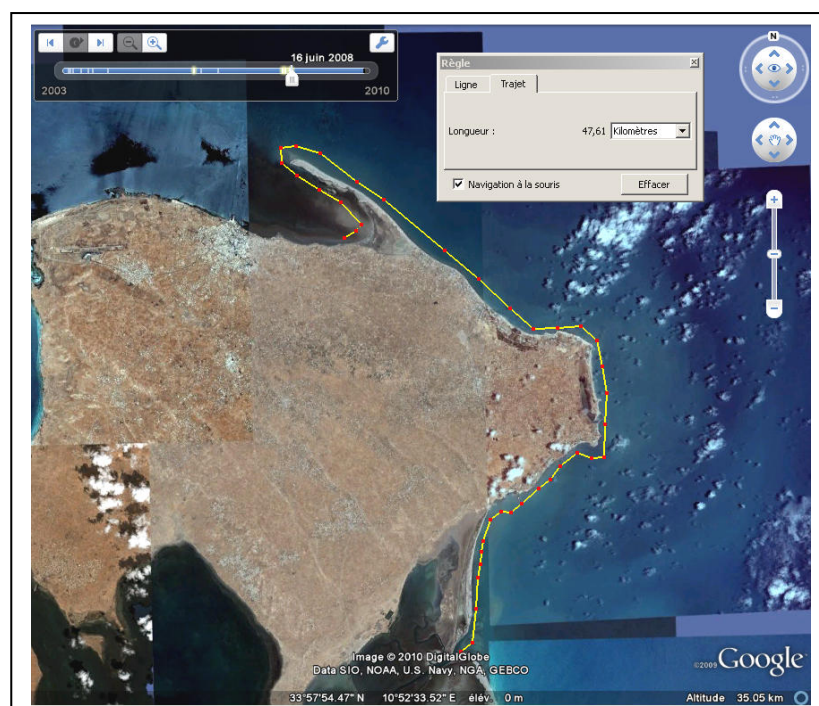 16 juin 2008
2003
2010
Règle
Ligne
Trajet
Longueur :
47,61
Kilomètres
Navigation à la souris
Effacer
N
Image © 2010 DigitalGlobe
Data SIO, NOAA, U.S. Navy, NGA, GEBCO
©2009 Google
33°57'54.47" N 10°52'33.52" E élév. 0 m
Altitude 35.05 km